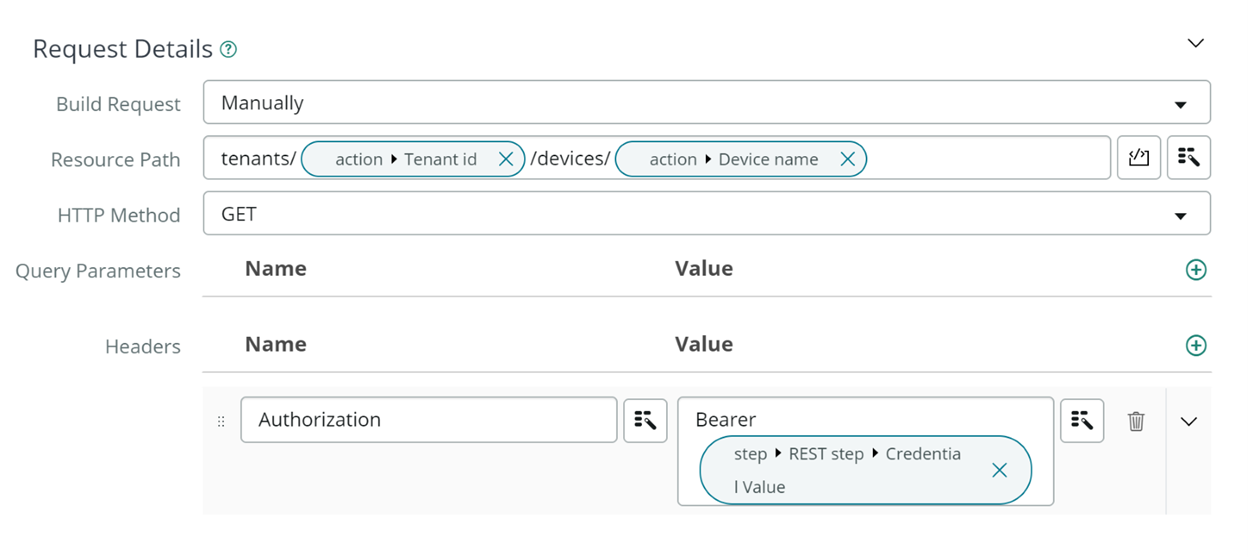 Request Details ?
Build Request Manually
Resource Path tenants/ action Tenant id /devices/ action Device name
HTTP Method GET
Query Parameters Name Value
Headers Name Value
Authorization Bearer
step REST step Credentia
l Value